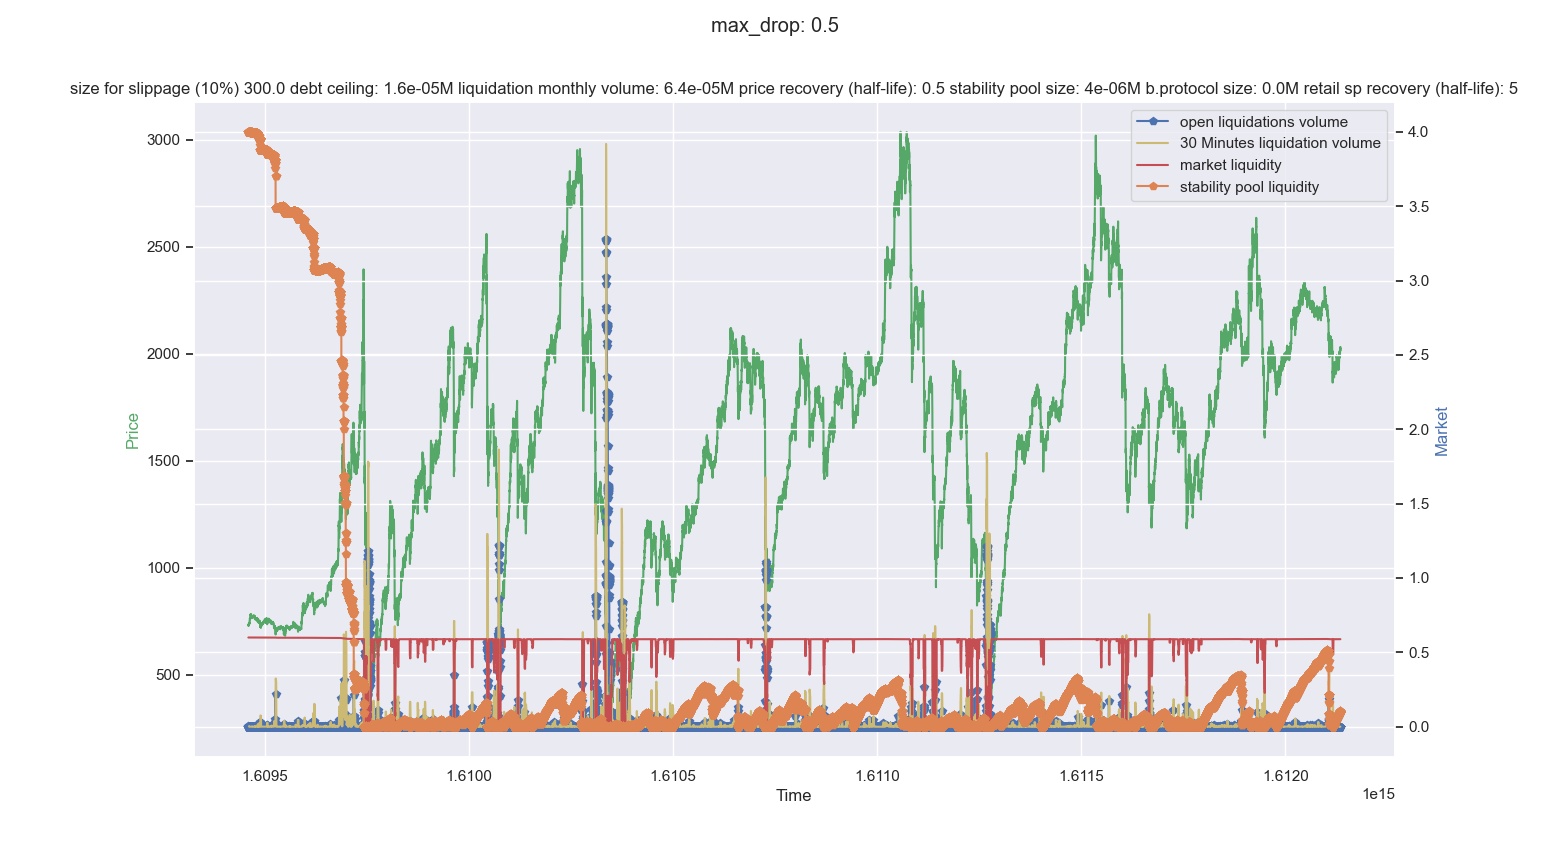 max_drop: 0.5
size for slippage (10%) 300.0 debt ceiling: 1.6e-05M liquidation monthly volume: 6.4e-05M price recovery (half-life): 0.5 stability pool size: 4e-06M b.protocol size: 0.0M retail sp recovery (half-life): 5
open liquidations volume
30 Minutes liquidation volume
market liquidity
stability pool liquidity
3000
2500
2000
1500
1000
500
Price
4.0
3.5
3.0
2.5
2.0
1.5
1.0
0.5
0.0
Market
1.6095
1.6100
1.6105
1.6110
1.6115
1.6120
1e15
Time